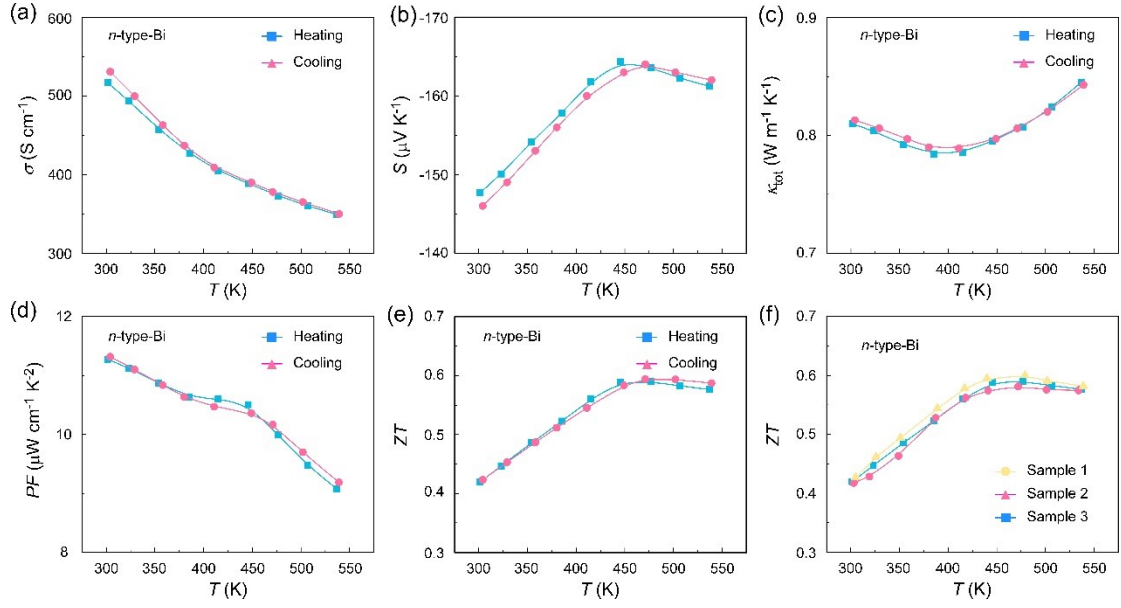 (a)
600
500
400
300
σ (S cm⁻¹)
n-type-Bi
Heating
Cooling
300 350 400 450 500 550
T (K)
(b)
-170
-160
-150
-140
S (μV K⁻¹)
n-type-Bi
Heating
Cooling
300 350 400 450 500 550
T (K)
(c)
0.9
0.8
0.7
κtot (W m⁻¹ K⁻¹)
n-type-Bi
Heating
Cooling
300 350 400 450 500 550
T (K)
(d)
12
10
8
PF (μW cm⁻¹ K⁻²)
n-type-Bi
Heating
Cooling
300 350 400 450 500 550
T (K)
(e)
0.7
0.6
0.5
0.4
0.3
ZT
n-type-Bi
Heating
Cooling
300 350 400 450 500 550
T (K)
(f)
0.7
0.6
0.5
0.4
0.3
ZT
n-type-Bi
Sample 1
Sample 2
Sample 3
300 350 400 450 500 550
T (K)